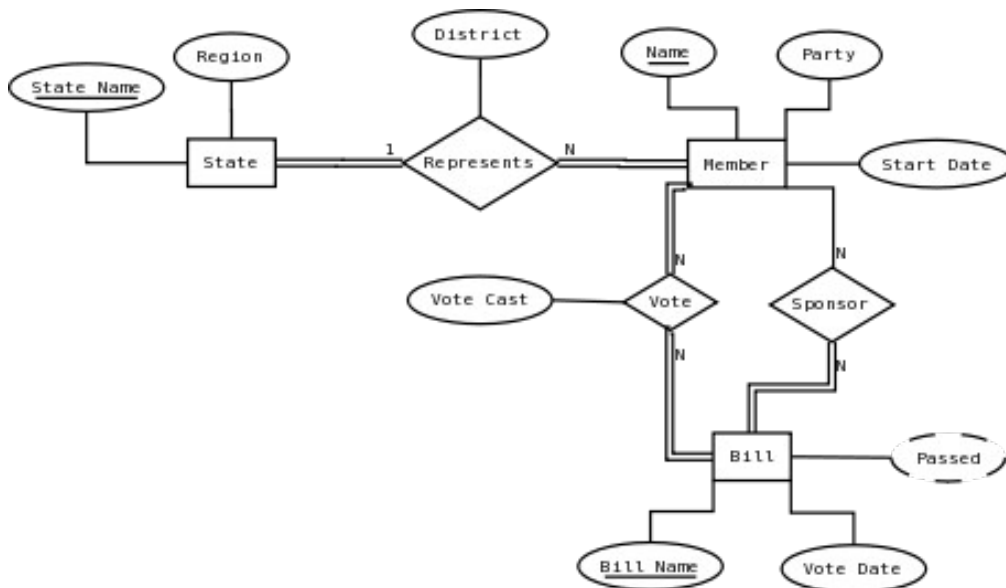 District
Name
Party
Region
State Name
1
N
State
Represents
Member
Start Date
N
N
Vote Cast
Vote
Sponsor
N
N
Bill
Passed
Bill Name
Vote Date